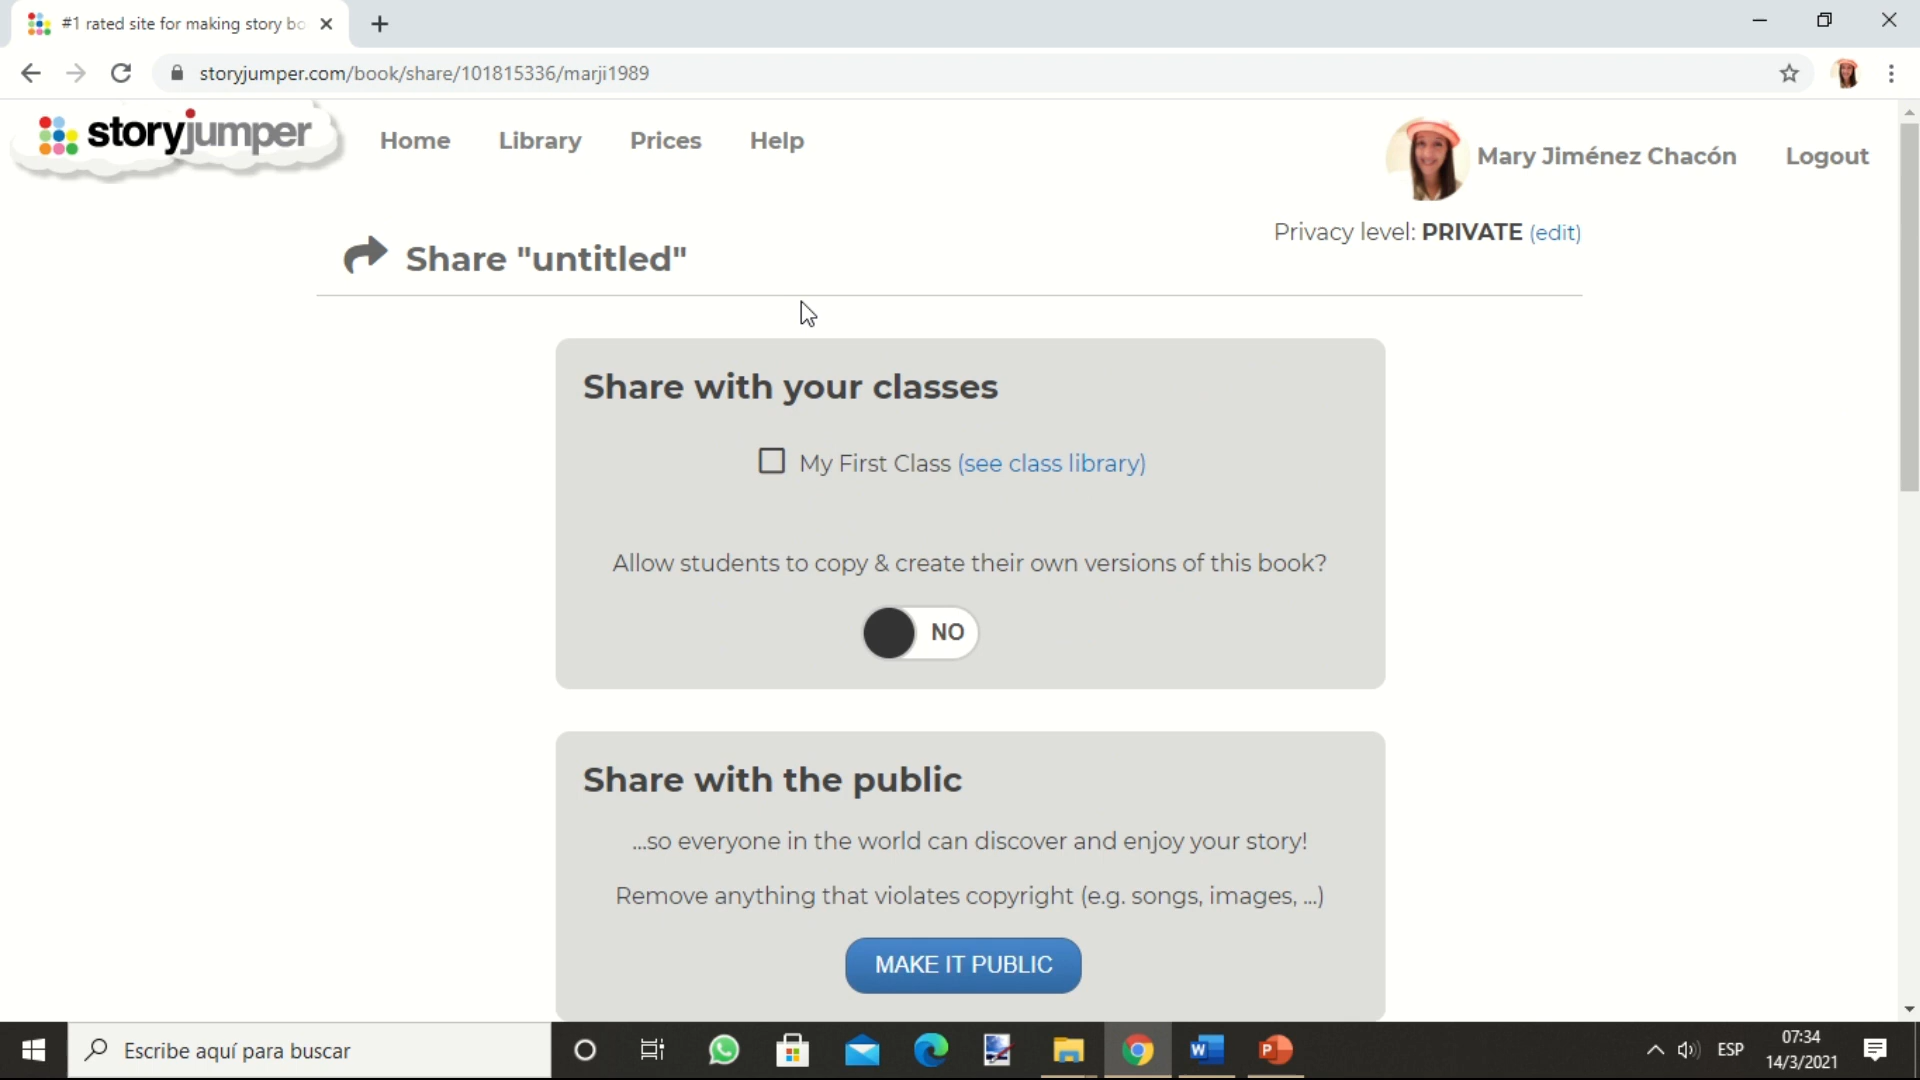 #1 rated site for making story bo
storyjumper.com/book/share/101815336/marji1989
storyjumper
Home Library Prices Help
Mary Jiménez Chacón Logout
Privacy level: PRIVATE (edit)
Share "untitled"
Share with your classes
My First Class (see class library)
Allow students to copy & create their own versions of this book?
NO
Share with the public
...so everyone in the world can discover and enjoy your story!
Remove anything that violates copyright (e.g. songs, images, ...)
MAKE IT PUBLIC
Escribe aquí para buscar
ESP
07:34
14/3/2021